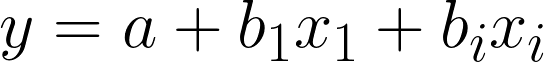 y = a + b₁x₁ + bᵢxᵢ